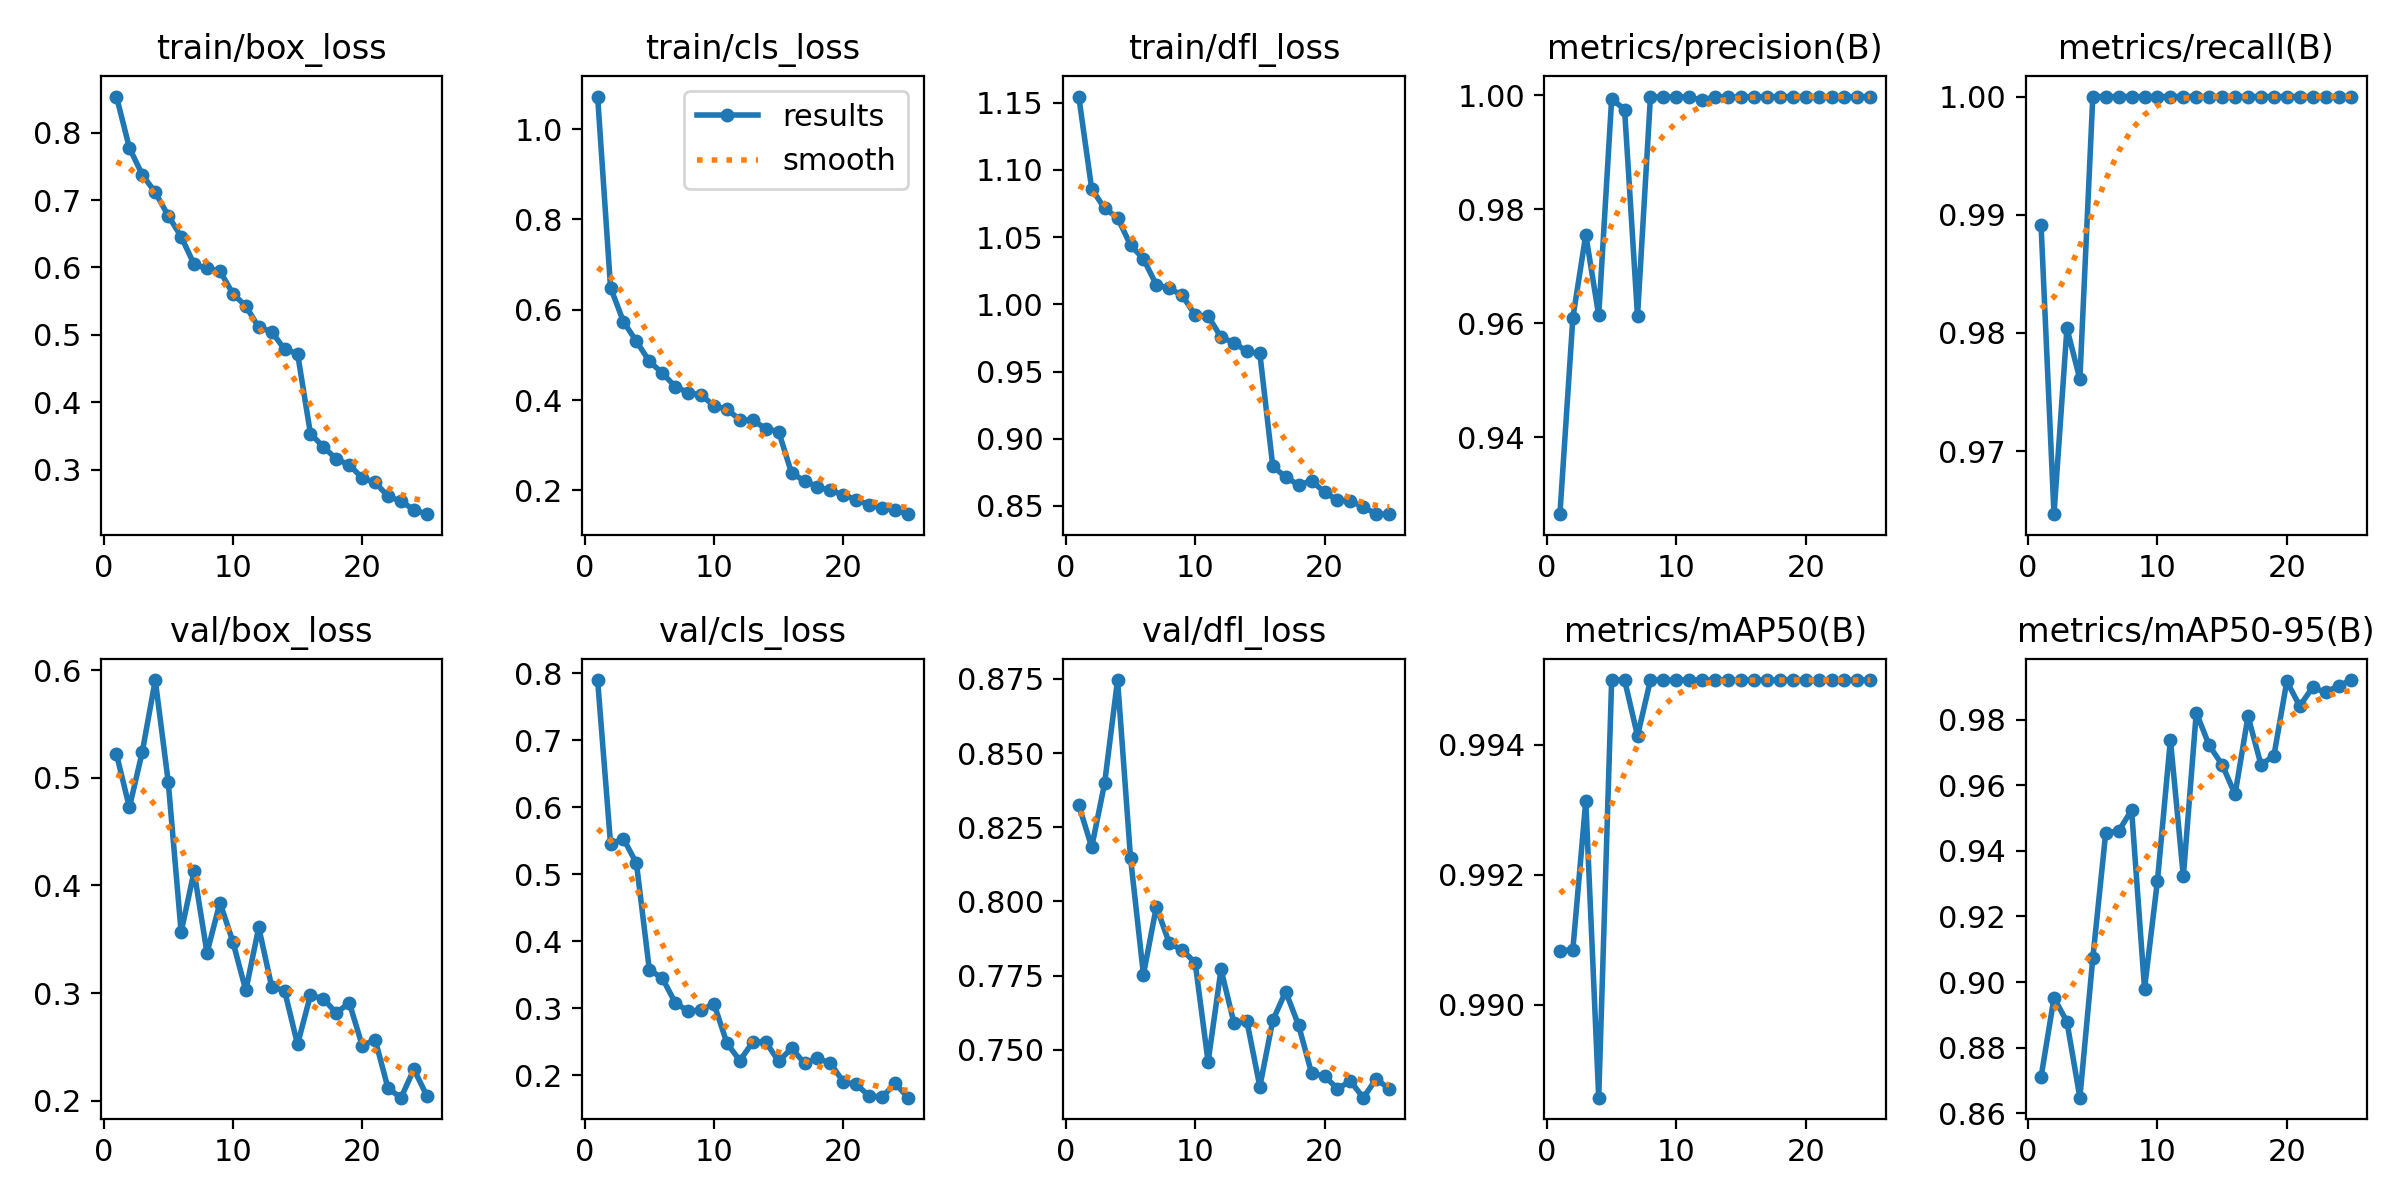 train/box_loss
0.8
0.7
0.6
0.5
0.4
0.3
0 10 20
train/cls_loss
results
smooth
1.0
0.8
0.6
0.4
0.2
0 10 20
train/dfl_loss
1.15
1.10
1.05
1.00
0.95
0.90
0.85
0 10 20
metrics/precision(B)
1.00
0.98
0.96
0.94
0 10 20
metrics/recall(B)
1.00
0.99
0.98
0.97
0 10 20
val/box_loss
0.6
0.5
0.4
0.3
0.2
0 10 20
val/cls_loss
0.8
0.7
0.6
0.5
0.4
0.3
0.2
0 10 20
val/dfl_loss
0.875
0.850
0.825
0.800
0.775
0.750
0 10 20
metrics/mAP50(B)
0.994
0.992
0.990
0 10 20
metrics/mAP50-95(B)
0.98
0.96
0.94
0.92
0.90
0.88
0.86
0 10 20